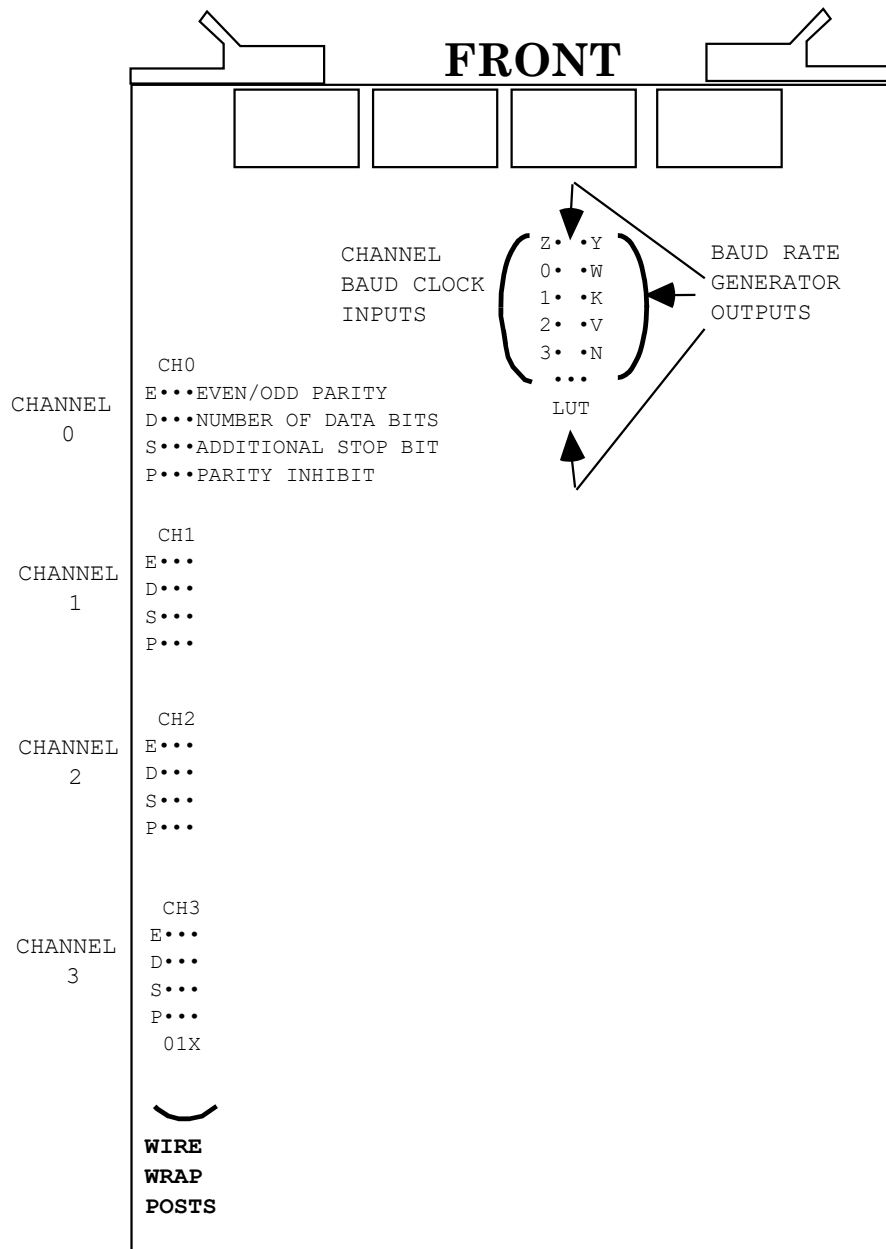 FRONT
CHANNEL
BAUD CLOCK
INPUTS
Z• •Y
0• •W
1• •K
2• •V
3• •N
•••
LUT
BAUD RATE
GENERATOR
OUTPUTS
CHANNEL
0
CH0
E•••EVEN/ODD PARITY
D•••NUMBER OF DATA BITS
S•••ADDITIONAL STOP BIT
P•••PARITY INHIBIT
CHANNEL
1
CH1
E•••
D•••
S•••
P•••
CHANNEL
2
CH2
E•••
D•••
S•••
P•••
CHANNEL
3
CH3
E•••
D•••
S•••
P•••
01X
WIRE
WRAP
POSTS